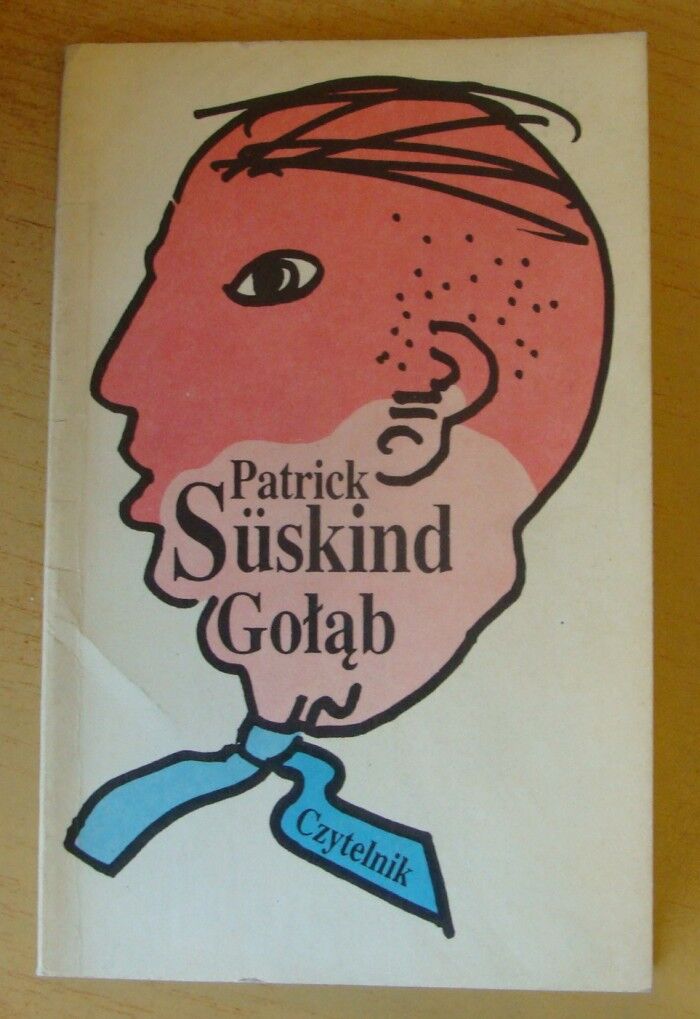 Patrick
Süskind
Gołąb
Czytelnik